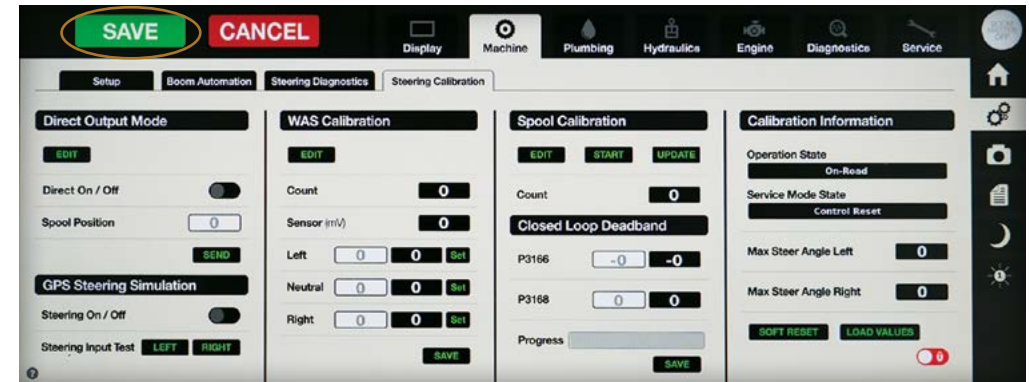 SAVE CANCEL
Display Machine Plumbing Hydraulics Engine Diagnostics Service
Setup Boom Automation Steering Diagnostics Steering Calibration
Direct Output Mode
EDIT
Direct On / Off
Spool Position 0
SEND
GPS Steering Simulation
Steering On / Off
Steering Input Test LEFT RIGHT
WAS Calibration
EDIT
Count 0
Sensor (mV) 0
Left 0 0 Set
Neutral 0 0 Set
Right 0 0 Set
SAVE
Spool Calibration
EDIT START UPDATE
Count 0
Closed Loop Deadband
P3166 -0 -0
P3168 0 0
Progress
SAVE
Calibration Information
Operation State
On-Road
Service Mode State
Control Reset
Max Steer Angle Left 0
Max Steer Angle Right 0
SOFT RESET LOAD VALUES